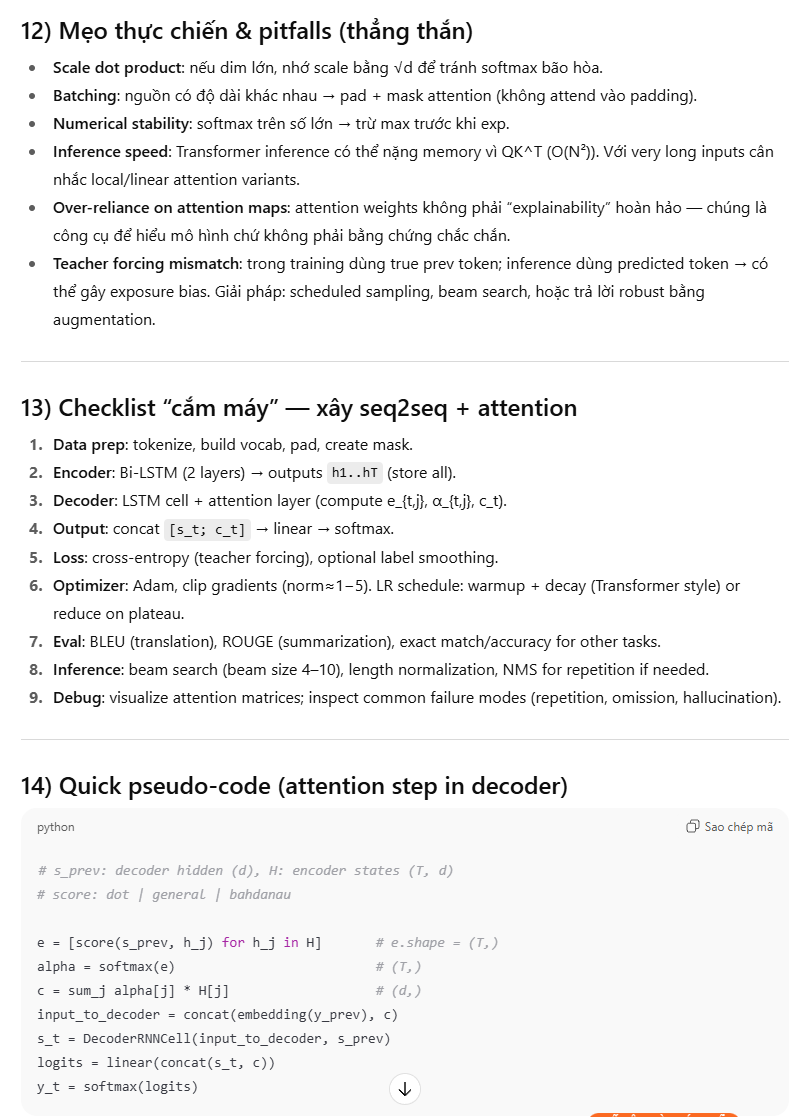 12) Mẹo thực chiến & pitfalls (thẳng thắn)
• Scale dot product: nếu dim lớn, nhớ scale bằng √d để tránh softmax bão hòa.
• Batching: nguồn có độ dài khác nhau → pad + mask attention (không attend vào padding).
• Numerical stability: softmax trên số lớn → trừ max trước khi exp.
• Inference speed: Transformer inference có thể nặng memory vì QK^T (O(N²)). Với very long inputs cân
nhắc local/linear attention variants.
• Over-reliance on attention maps: attention weights không phải “explainability” hoàn hảo — chúng là
công cụ để hiểu mô hình chứ không phải bằng chứng chắc chắn.
• Teacher forcing mismatch: trong training dùng true prev token; inference dùng predicted token → có
thể gây exposure bias. Giải pháp: scheduled sampling, beam search, hoặc trả lời robust bằng
augmentation.
13) Checklist “cắm máy” — xây seq2seq + attention
1. Data prep: tokenize, build vocab, pad, create mask.
2. Encoder: Bi-LSTM (2 layers) → outputs h1..hT (store all).
3. Decoder: LSTM cell + attention layer (compute e_{t,j}, α_{t,j}, c_t).
4. Output: concat [s_t; c_t] → linear → softmax.
5. Loss: cross-entropy (teacher forcing), optional label smoothing.
6. Optimizer: Adam, clip gradients (norm≈1–5). LR schedule: warmup + decay (Transformer style) or
reduce on plateau.
7. Eval: BLEU (translation), ROUGE (summarization), exact match/accuracy for other tasks.
8. Inference: beam search (beam size 4–10), length normalization, NMS for repetition if needed.
9. Debug: visualize attention matrices; inspect common failure modes (repetition, omission, hallucination).
14) Quick pseudo-code (attention step in decoder)
python Sao chép mã
# s_prev: decoder hidden (d), H: encoder states (T, d)
# score: dot | general | bahdanau
e = [score(s_prev, h_j) for h_j in H] # e.shape = (T,)
alpha = softmax(e) # (T,)
c = sum_j alpha[j] * H[j] # (d,)
input_to_decoder = concat(embedding(y_prev), c)
s_t = DecoderRNNCell(input_to_decoder, s_prev)
logits = linear(concat(s_t, c))
y_t = softmax(logits)